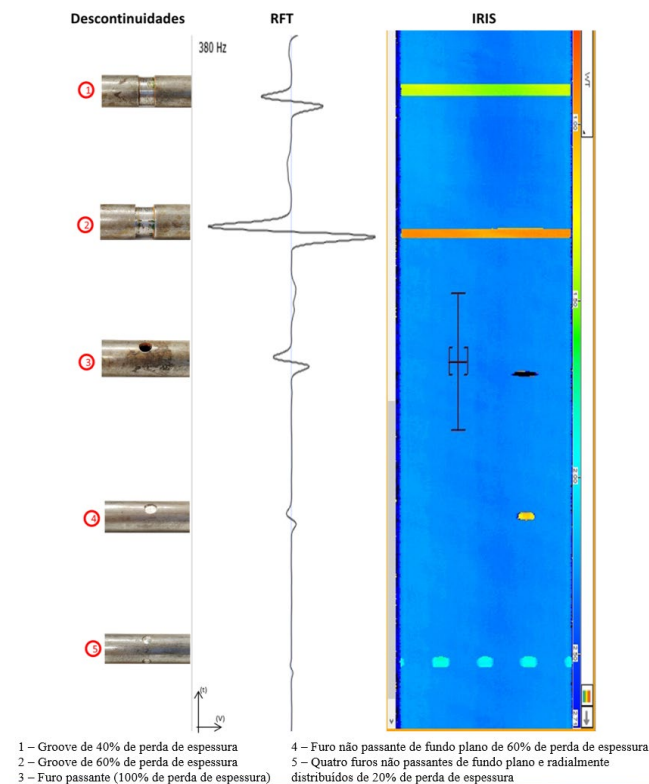 Descontinuidades RFT IRIS
380 Hz
WT
1
2
3
4
5
(t)
(V)
1 – Groove de 40% de perda de espessura
2 – Groove de 60% de perda de espessura
3 – Furo passante (100% de perda de espessura)
4 – Furo não passante de fundo plano de 60% de perda de espessura
5 – Quatro furos não passantes de fundo plano e radialmente
distribuídos de 20% de perda de espessura